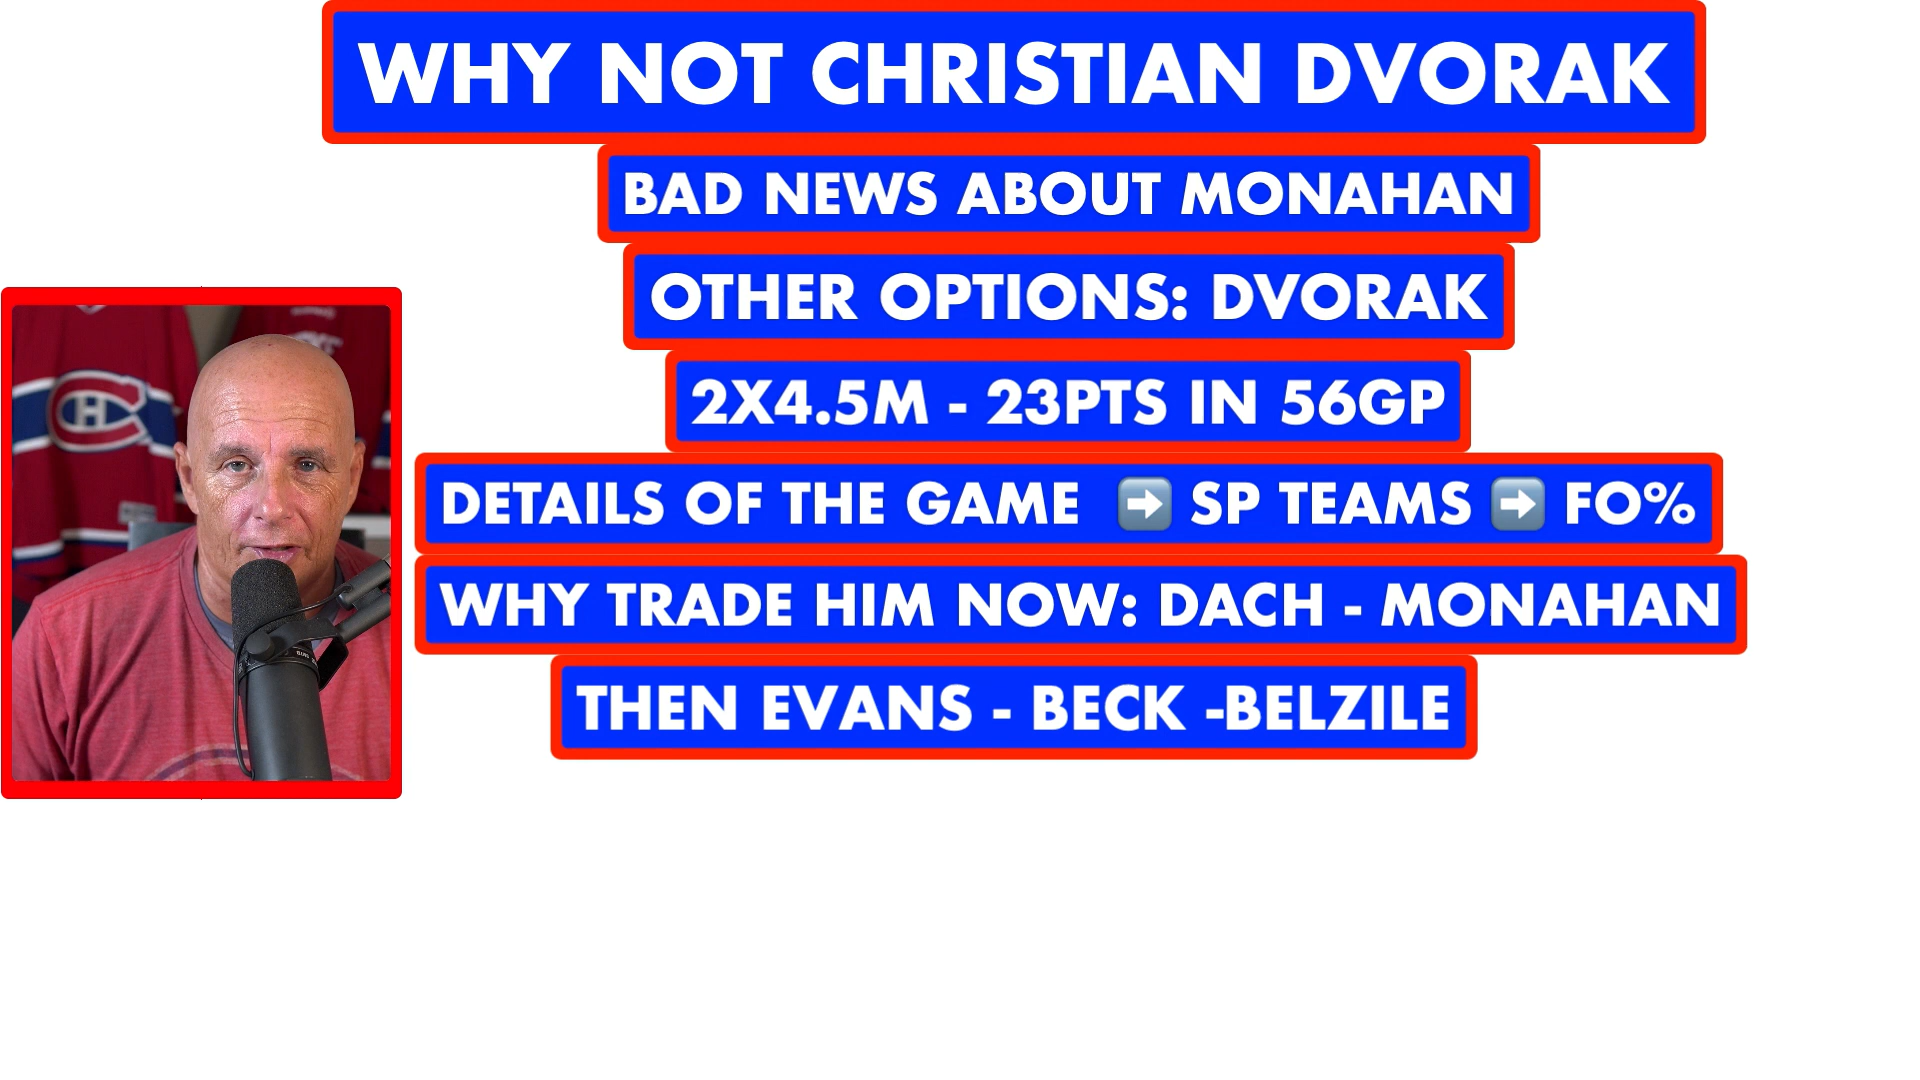 WHY NOT CHRISTIAN DVORAK
BAD NEWS ABOUT MONAHAN
OTHER OPTIONS: DVORAK
2X4.5M - 23PTS IN 56GP
DETAILS OF THE GAME ➡️ SP TEAMS ➡️ FO%
WHY TRADE HIM NOW: DACH - MONAHAN
THEN EVANS - BECK -BELZILE